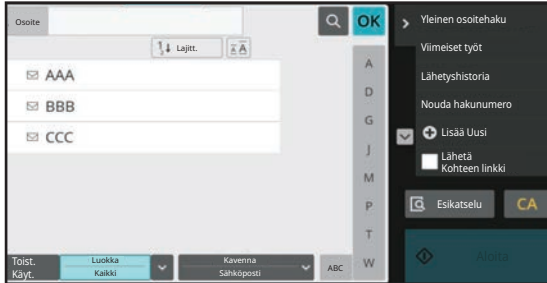 Osoite
OK
Lajitt.
AAA
BBB
CCC
A
D
G
J
M
P
T
W
Toist.
Käyt.
Luokka
Kaikki
Kavenna
Sähköposti
ABC
Yleinen osoitehaku
Viimeiset työt
Lähetyshistoria
Nouda hakunumero
Lisää Uusi
Lähetä
Kohteen linkki
Esikatselu
CA
Aloita